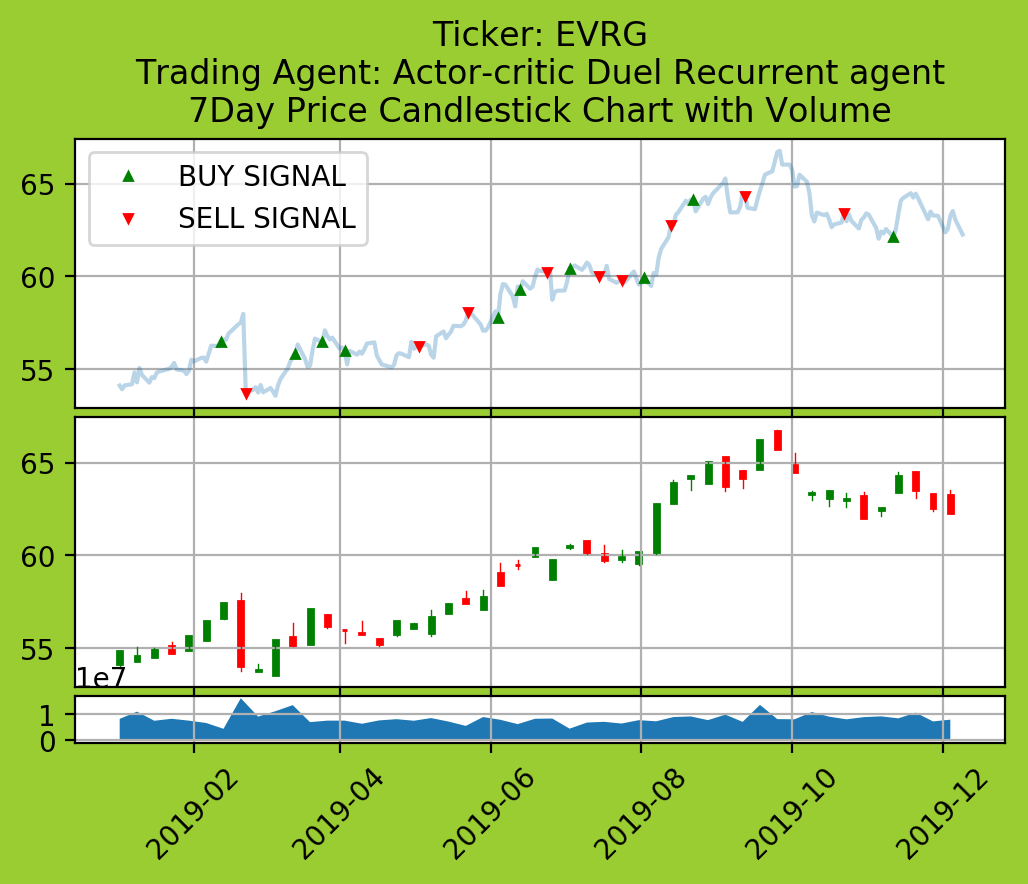 Ticker: EVRG
Trading Agent: Actor-critic Duel Recurrent agent
7Day Price Candlestick Chart with Volume
BUY SIGNAL
SELL SIGNAL
65
60
55
65
60
55
1e7
1
0
2019-02
2019-04
2019-06
2019-08
2019-10
2019-12